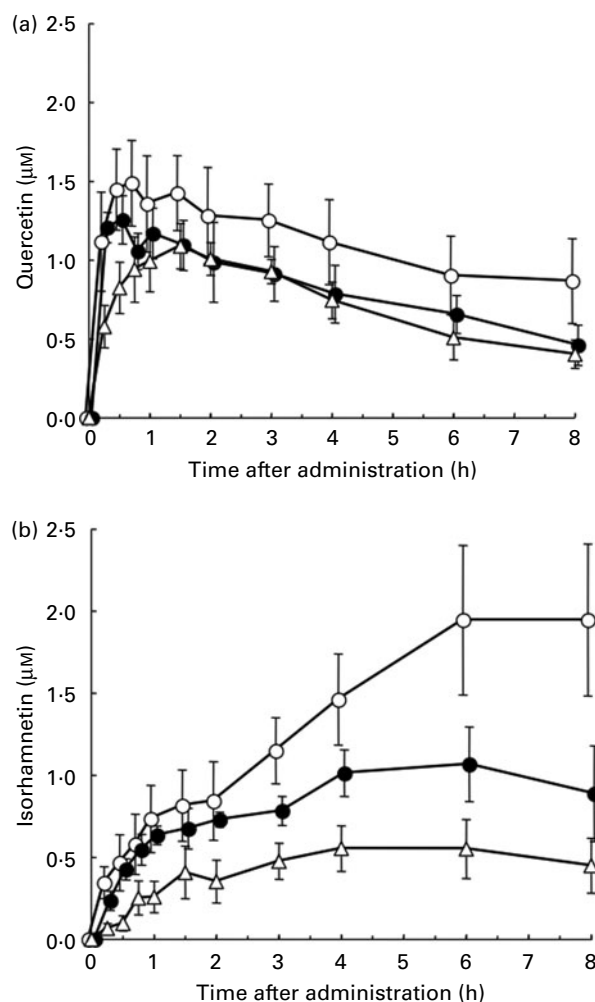 (a)
2·5
2·0
1·5
1·0
0·5
0·0
Quercetin (μM)
0 1 2 3 4 5 6 7 8
Time after administration (h)
(b)
2·5
2·0
1·5
1·0
0·5
0·0
Isorhamnetin (μM)
0 1 2 3 4 5 6 7 8
Time after administration (h)